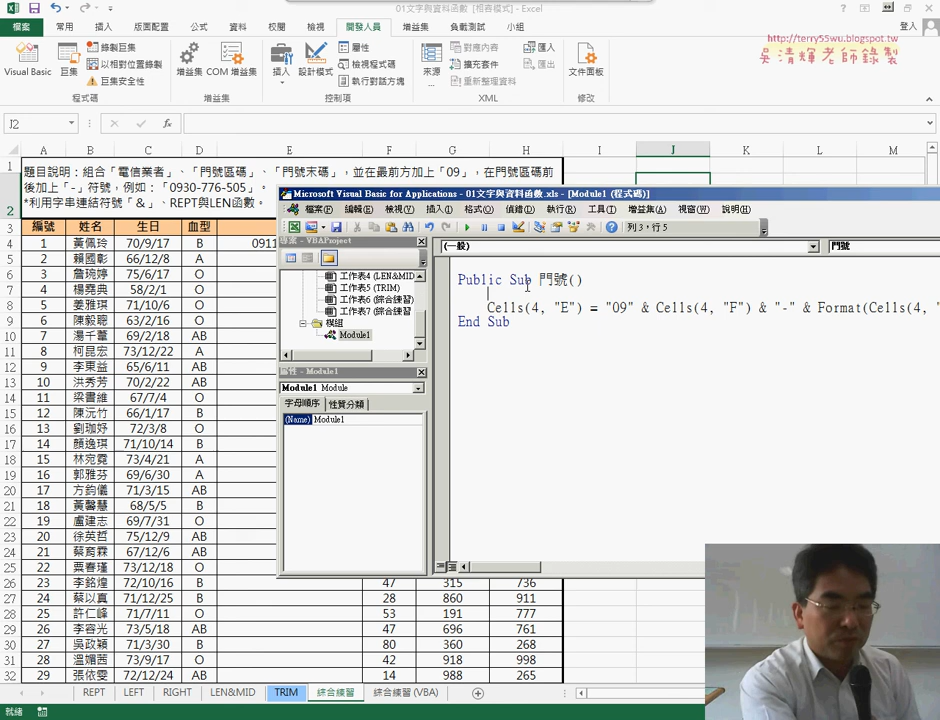 01文字與資料函數 [相容模式] - Excel
檔案 常用 插入 版面配置 公式 資料 校閱 檢視 開發人員 增益集 負載測試 小組 登入
http://terry55wu.blogspot.tw
吳清輝老師錄製
Visual Basic 巨集 錄製巨集 以相對位置錄製 巨集安全性
增益集 COM 增益集 插入 設計模式 屬性 檢視程式碼 執行對話方塊
來源 對應內容 擴充套件 重新整理資料 匯入 匯出 文件面板
程式碼 增益集 控制項 XML 修改
J2
A B C D E F G H I J K L M
題目說明:組合「電信業者」、「門號區碼」、「門號末碼」,並在最前方加上「09」,在門號區碼前
後加上「-」符號,例如:「0930-776-505」。
*利用字串連結符號「&」、REPT與LEN函數。
編號 姓名 生日 血型
1 黃佩玲 70/9/17 B 0911
2 賴國彰 66/12/8 A
3 詹琬婷 75/6/17 O
4 楊堯典 58/2/1 O
5 姜雅琪 71/10/6 O
6 陳毅聰 63/2/16 O
7 湯千蕙 69/2/18 AB
8 柯昆宏 73/12/22 A
9 李東益 65/6/11 AB
10 洪秀芳 70/2/22 AB
11 梁書維 67/7/4 O
12 陳沅竹 66/1/17 B
13 劉珈妤 72/3/8 O
14 顏逸琪 71/10/14 B
15 林宛霓 73/4/21 A
16 郭雅芬 69/6/30 A
17 方鈞儀 71/3/15 AB
18 黃馨慧 68/5/5 B
19 盧建志 69/7/31 O
20 徐英哲 75/12/9 AB
21 蔡育霖 67/12/6 AB
22 粟春瑾 73/12/18 O
23 李銘煌 72/10/16 B 47 315 736
24 蔡以真 71/12/25 B 28 860 911
25 許仁峰 71/7/11 O 53 191 777
26 李容光 73/5/18 AB 47 696 761
27 吳政穎 71/3/30 B 80 360 268
28 溫媚茜 73/9/17 O 42 918 998
29 張依雯 72/12/24 AB 14 988 265
Microsoft Visual Basic for Applications - 01文字與資料函數.xls - [Module1 (程式碼)]
檔案(F) 編輯(E) 檢視(V) 插入(I) 格式(O) 偵錯(D) 執行(R) 工具(T) 增益集(A) 視窗(W) 說明(H)
列 3,行 5
專案 - VBAProject
工作表4 (LEN&MID
工作表5 (TRIM)
工作表6 (綜合練習)
工作表7 (綜合練習
模組
Module1
屬性 - Module1
Module1 Module
字母順序 性質分類
(Name) Module1
(一般) 門號
Public Sub 門號()
Cells(4, "E") = "09" & Cells(4, "F") & "-" & Format(Cells(4, "
End Sub
REPT LEFT RIGHT LEN&MID TRIM 綜合練習 綜合練習 (VBA)
就緒